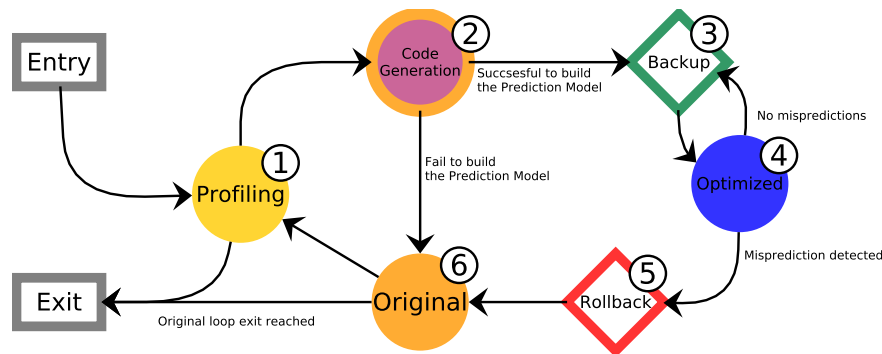 Entry
1
Profiling
2
Code
Generation
Succsesful to build
the Prediction Model
3
Backup
No mispredictions
4
Optimized
Fail to build
the Prediction Model
Misprediction detected
5
Rollback
6
Original
Original loop exit reached
Exit